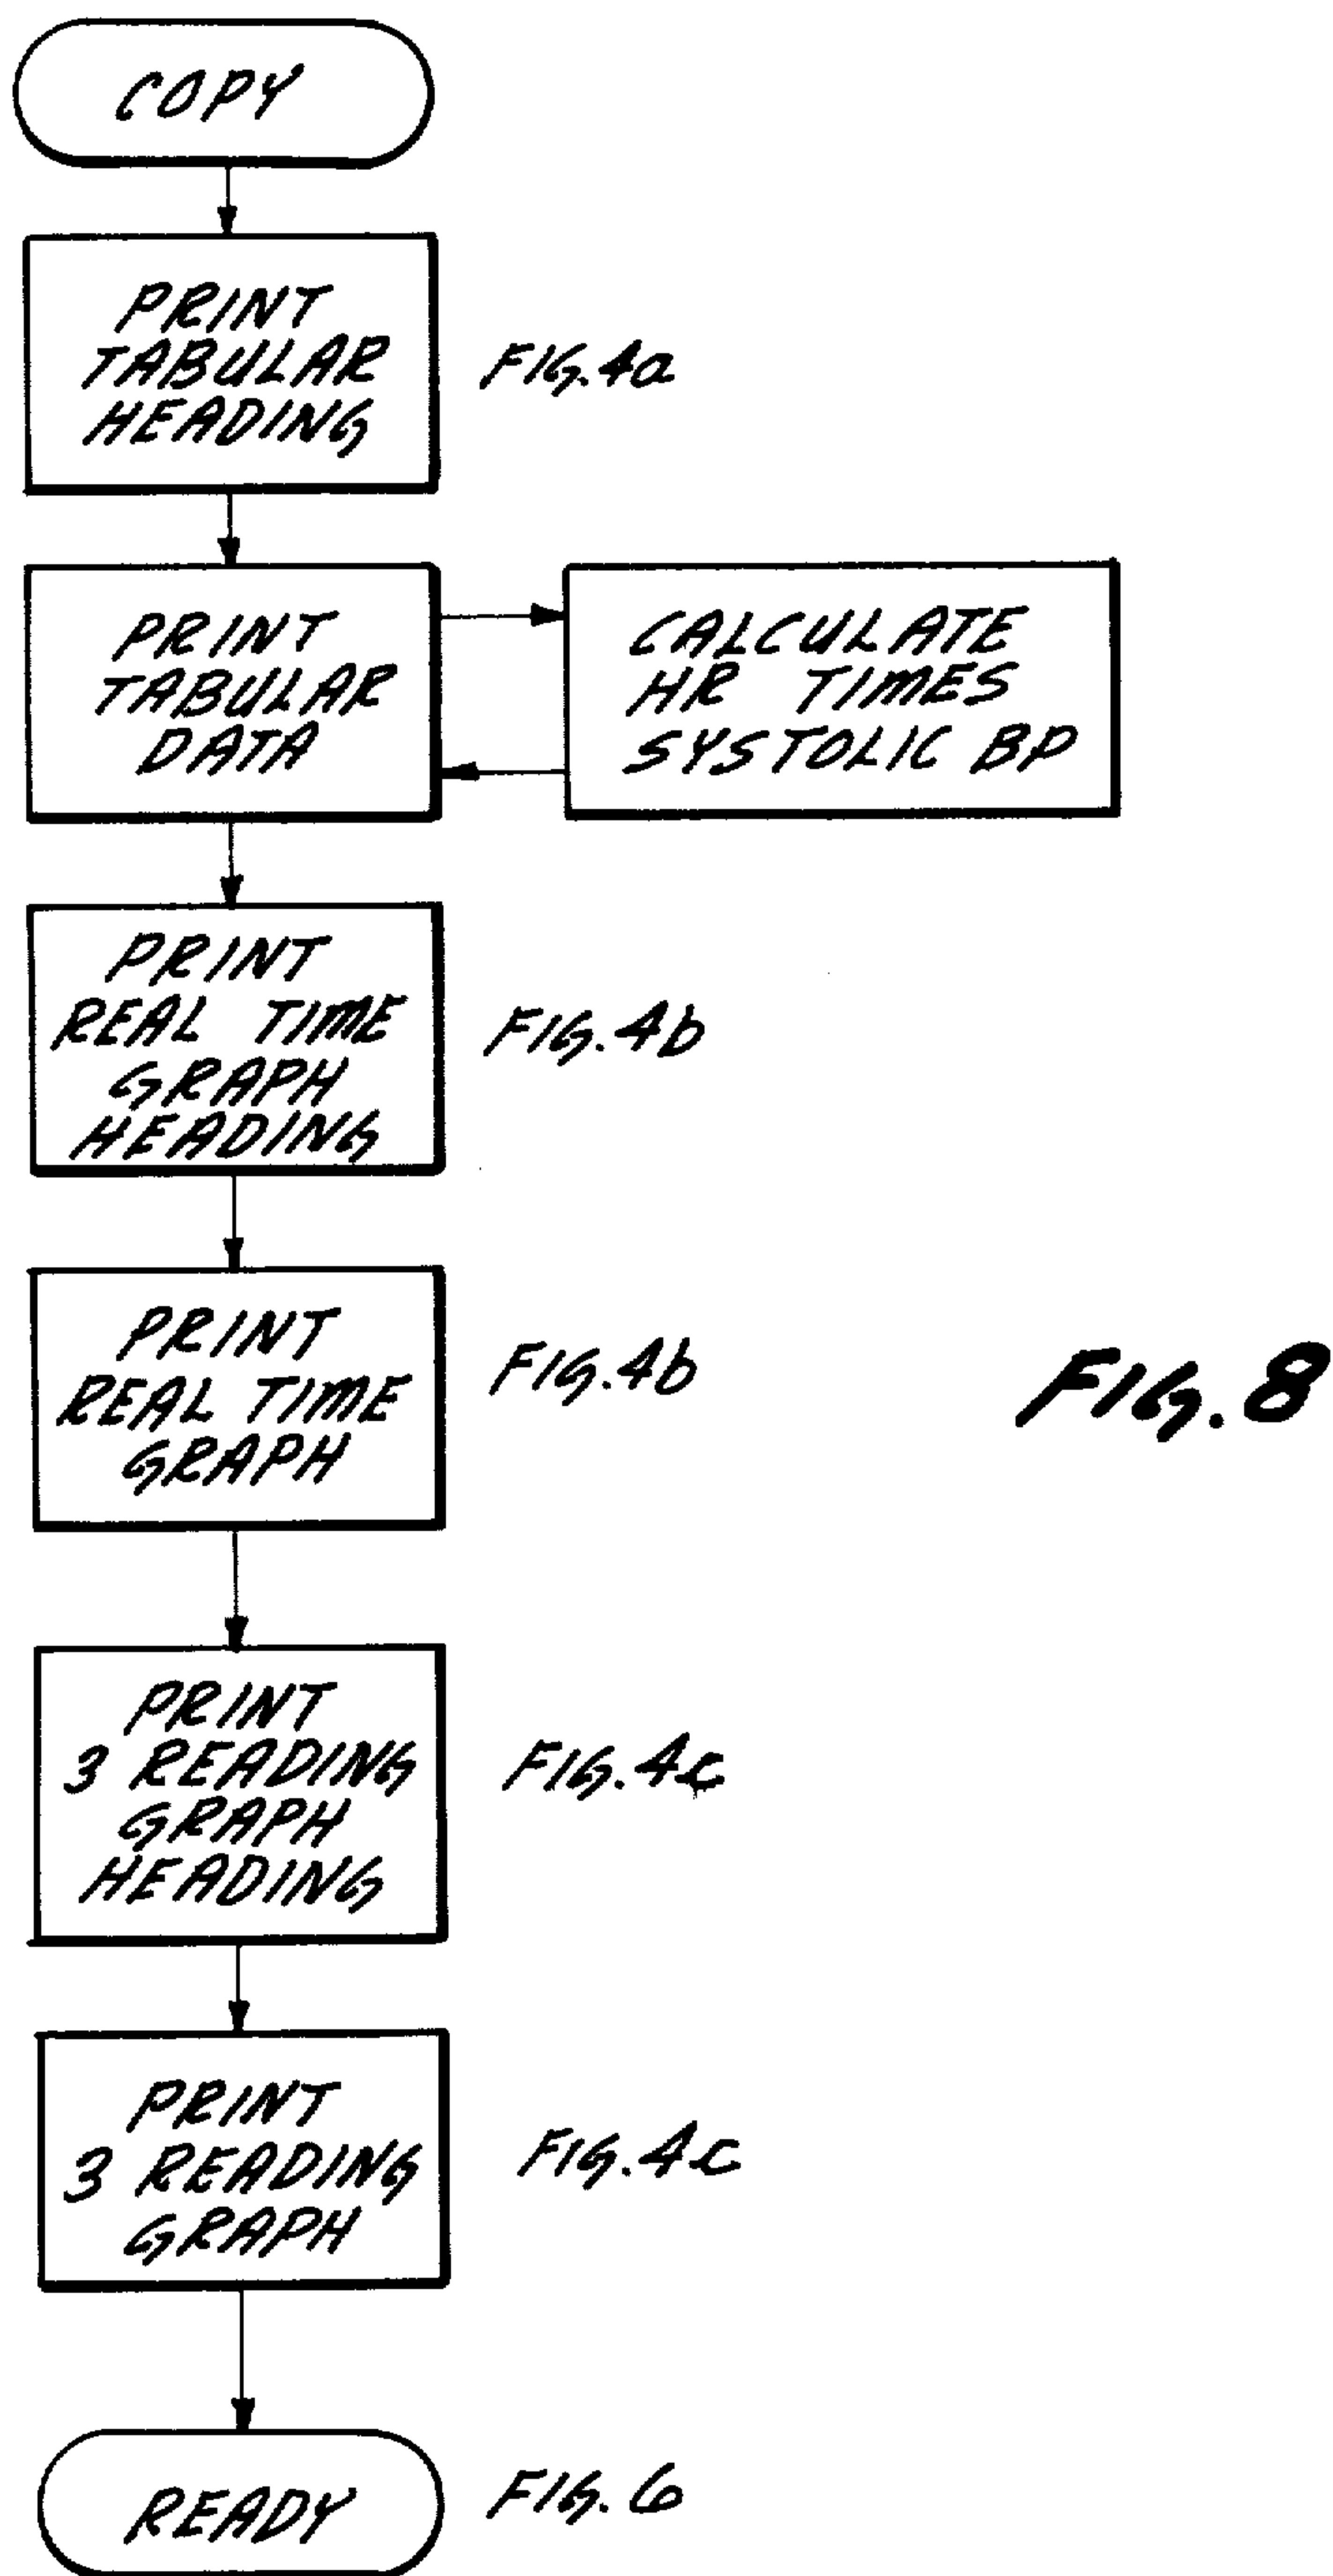 COPY
PRINT
TABULAR
HEADING
FIG. 4a
PRINT
TABULAR
DATA
CALCULATE
HR TIMES
SYSTOLIC BP
PRINT
REAL TIME
GRAPH
HEADING
FIG. 4b
PRINT
REAL TIME
GRAPH
FIG. 4b
FIG. 8
PRINT
3 READING
GRAPH
HEADING
FIG. 4c
PRINT
3 READING
GRAPH
FIG. 4c
READY
FIG. 6